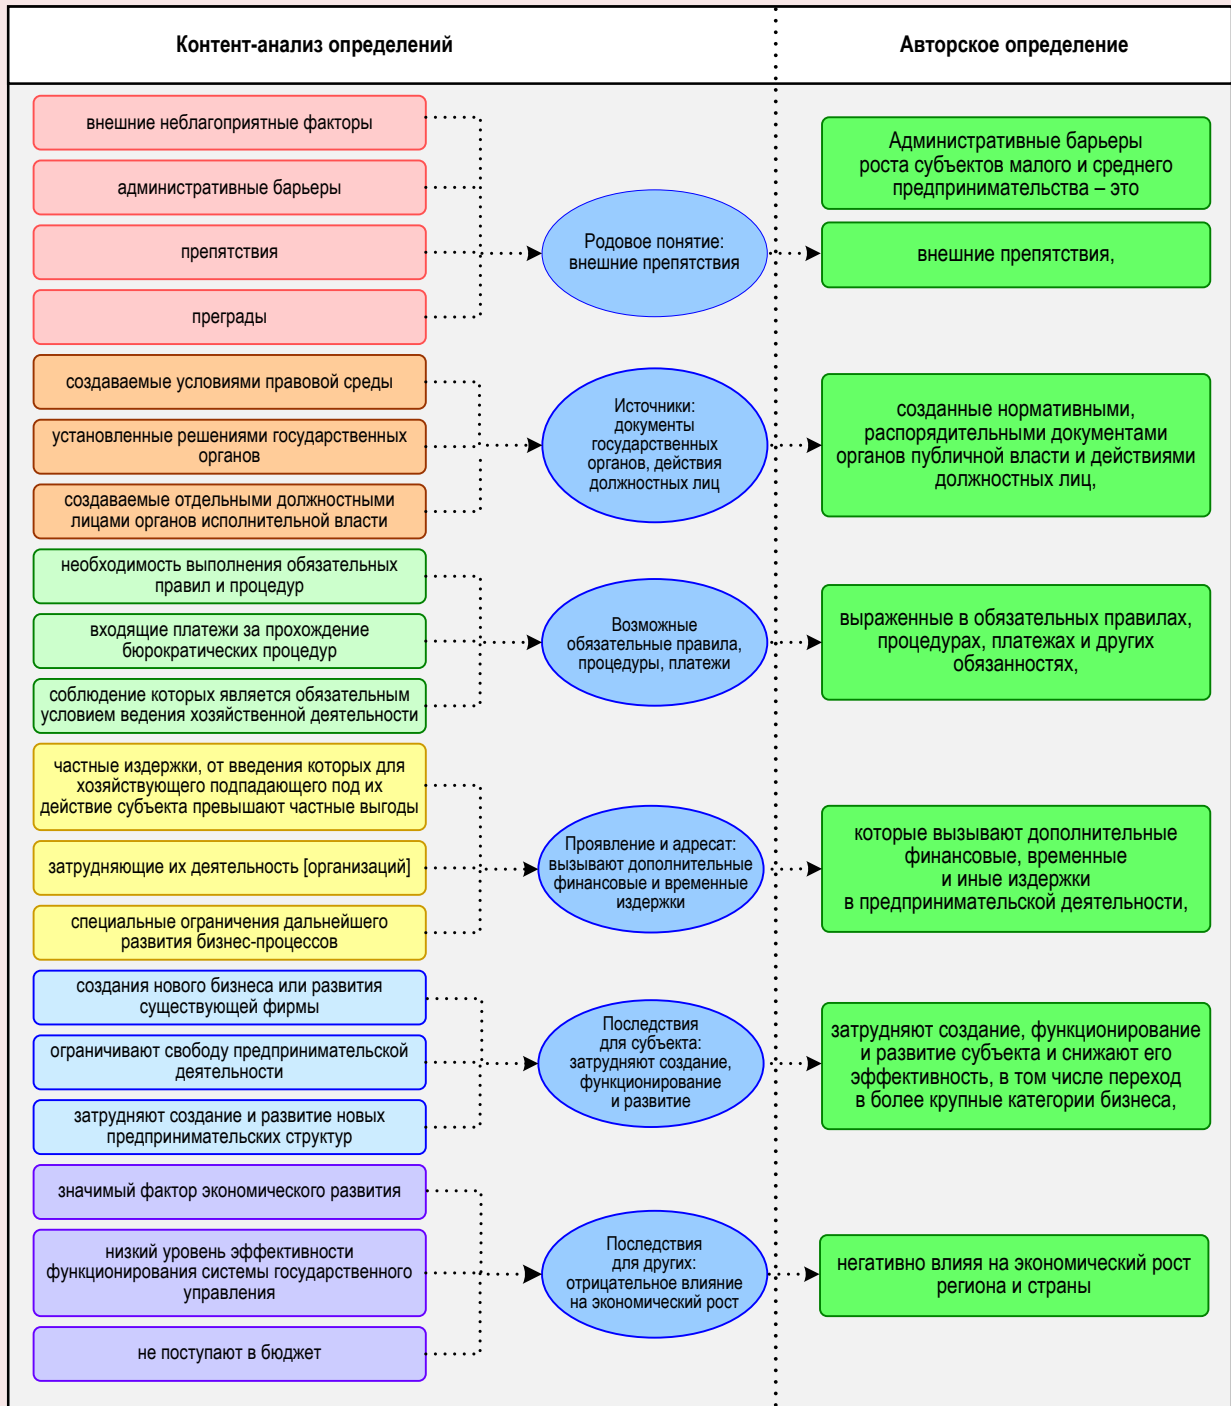 Контент-анализ определений
Авторское определение
внешние неблагоприятные факторы
административные барьеры
препятствия
преграды
Родовое понятие:
внешние препятствия
Административные барьеры
роста субъектов малого и среднего
предпринимательства – это
внешние препятствия,
создаваемые условиями правовой среды
установленные решениями государственных
органов
создаваемые отдельными должностными
лицами органов исполнительной власти
Источники:
документы
государственных
органов, действия
должностных лиц
созданные нормативными,
распорядительными документами
органов публичной власти и действиями
должностных лиц,
необходимость выполнения обязательных
правил и процедур
входящие платежи за прохождение
бюрократических процедур
соблюдение которых является обязательным
условием ведения хозяйственной деятельности
Возможные
обязательные правила,
процедуры, платежи
выраженные в обязательных правилах,
процедурах, платежах и других
обязанностях,
частные издержки, от введения которых для
хозяйствующего подпадающего под их
действие субъекта превышают частные выгоды
затрудняющие их деятельность [организаций]
специальные ограничения дальнейшего
развития бизнес-процессов
Проявление и адресат:
вызывают дополнительные
финансовые и временные
издержки
которые вызывают дополнительные
финансовые, временные
и иные издержки
в предпринимательской деятельности,
создания нового бизнеса или развития
существующей фирмы
ограничивают свободу предпринимательской
деятельности
затрудняют создание и развитие новых
предпринимательских структур
Последствия
для субъекта:
затрудняют создание,
функционирование
и развитие
затрудняют создание, функционирование
и развитие субъекта и снижают его
эффективность, в том числе переход
в более крупные категории бизнеса,
значимый фактор экономического развития
низкий уровень эффективности
функционирования системы государственного
управления
не поступают в бюджет
Последствия
для других:
отрицательное влияние
на экономический рост
негативно влияя на экономический рост
региона и страны